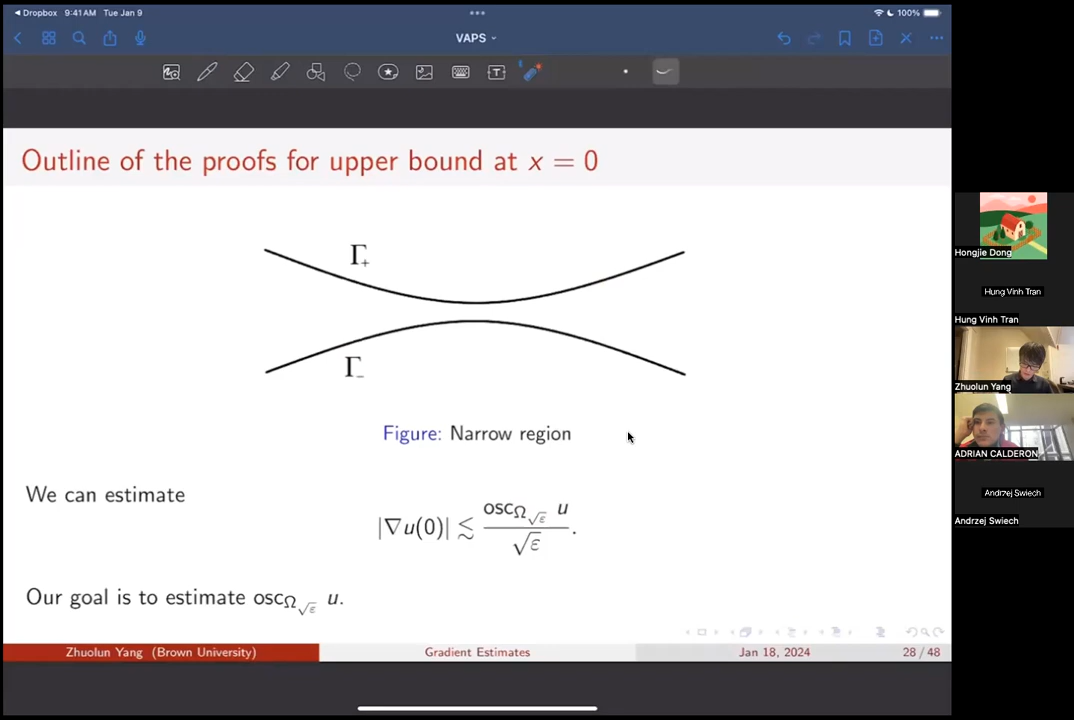 Dropbox 9:41 AM Tue Jan 9
100%
VAPS
Outline of the proofs for upper bound at x = 0
Γ₊
Γ₋
Figure: Narrow region
We can estimate
|∇u(0)| ≲ osc_{Ω_{√ε}} u / √ε.
Our goal is to estimate osc_{Ω_{√ε}} u.
Zhuolun Yang (Brown University)
Gradient Estimates
Jan 18, 2024
28 / 48
Hongjie Dong
Hung Vinh Tran
Hung Vinh Tran
Zhuolun Yang
ADRIAN CALDERON
Andrzej Swiech
Andrzej Swiech